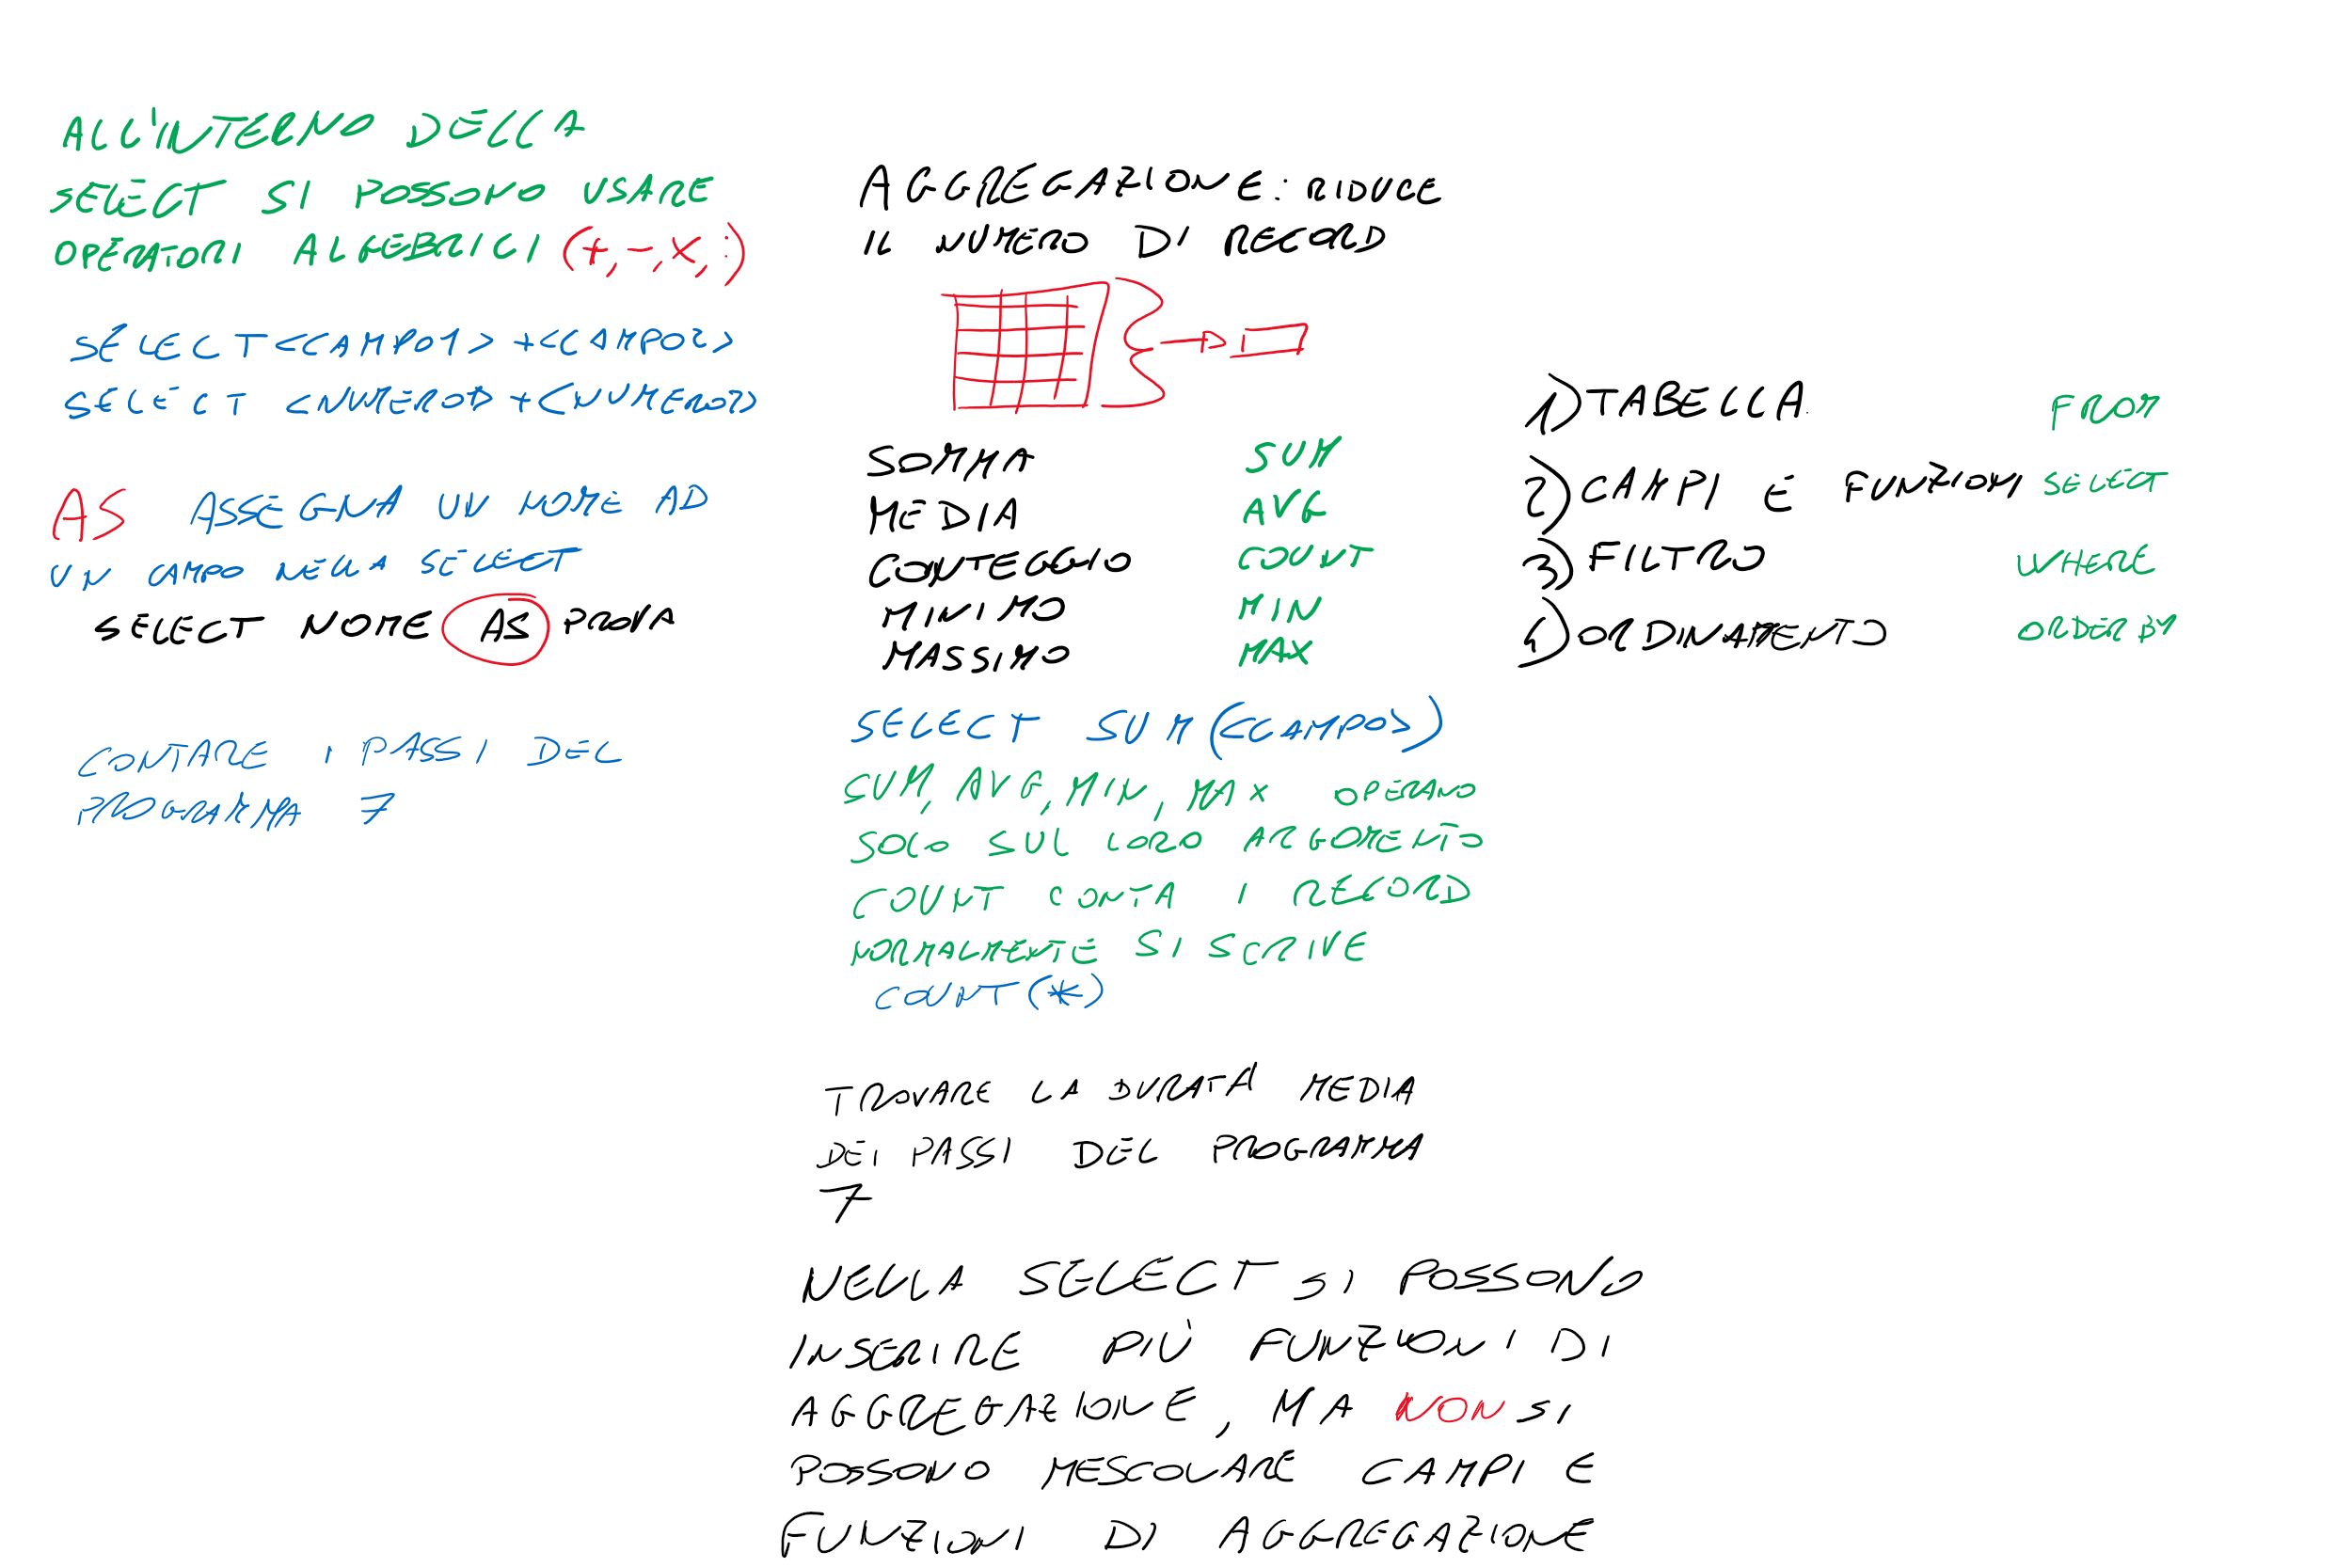 ALL'INTERNO DELLA
SELECT SI POSSONO USARE
OPERATORI ALGEBRICI (+,-,×,:)
SELECT <CAMPO1> + <CAMPO2>
SELECT <NUMERO1> + <NUMERO2>
AS ASSEGNA UN NOME AD
UN CAMPO NELLA SELECT
SELECT NOME AS PROVA
CONTARE I PASSI DEL
PROGRAMMA 7
AGGREGAZIONE: RIDUCE
IL NUMERO DI RECORD
SOMMA SUM
MEDIA AVG
CONTEGGIO COUNT
MINIMO MIN
MASSIMO MAX
SELECT SUM(<CAMPO>)
SUM, AVG, MIN, MAX OPERANO
SOLO SUL LORO ARGOMENTO
COUNT CONTA I RECORD
NORMALMENTE SI SCRIVE
COUNT(*)
TROVARE LA DURATA MEDIA
DEI PASSI DEL PROGRAMMA
7
NELLA SELECT SI POSSONO
INSERIRE PIÙ FUNZIONI DI
AGGREGAZIONE, MA NON SI
POSSONO MESCOLARE CAMPI E
FUNZIONI DI AGGREGAZIONE
1) TABELLA FROM
2) CAMPI E FUNZIONI SELECT
3) FILTRO WHERE
4) ORDINAMENTO ORDER BY